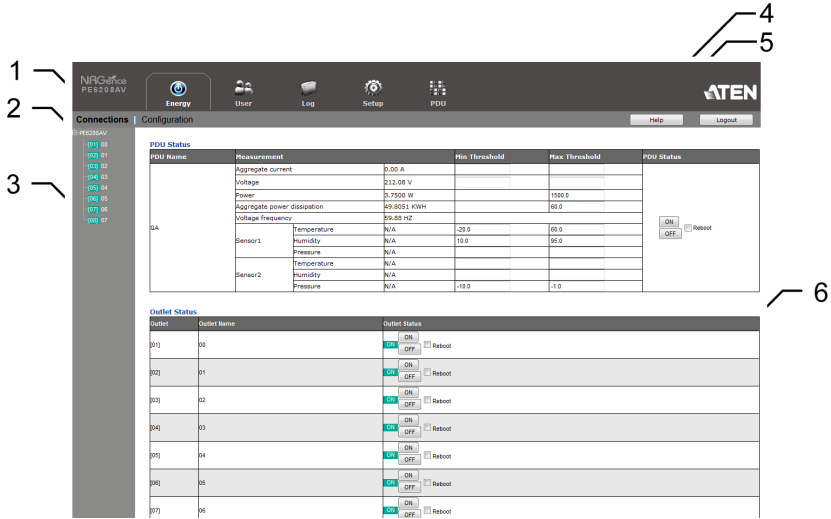 4
5
1
NRGence
PE6208AV
Energy
User
Log
Setup
PDU
ATEN
2
Connections | Configuration
Help
Logout
PE6208AV
[01] 00
[02] 01
[03] 02
[04] 03
[05] 04
[06] 05
[07] 06
[08] 07
3
PDU Status
PDU Name Measurement Min Threshold Max Threshold PDU Status
QA
Aggregate current 0.00 A
Voltage 212.08 V
Power 3.7500 W 1500.0
Aggregate power dissipation 49.8051 KWH 60.0
Voltage frequency 59.88 HZ
Sensor1
Temperature N/A -20.0 60.0
Humidity N/A 10.0 95.0
Pressure N/A
Sensor2
Temperature N/A
Humidity N/A
Pressure N/A -10.0 -1.0
ON
OFF
Reboot
6
Outlet Status
Outlet Outlet Name Outlet Status
[01] 00 ON ON OFF Reboot
[02] 01 ON ON OFF Reboot
[03] 02 ON ON OFF Reboot
[04] 03 ON ON OFF Reboot
[05] 04 ON ON OFF Reboot
[06] 05 ON ON OFF Reboot
[07] 06 ON ON OFF Reboot